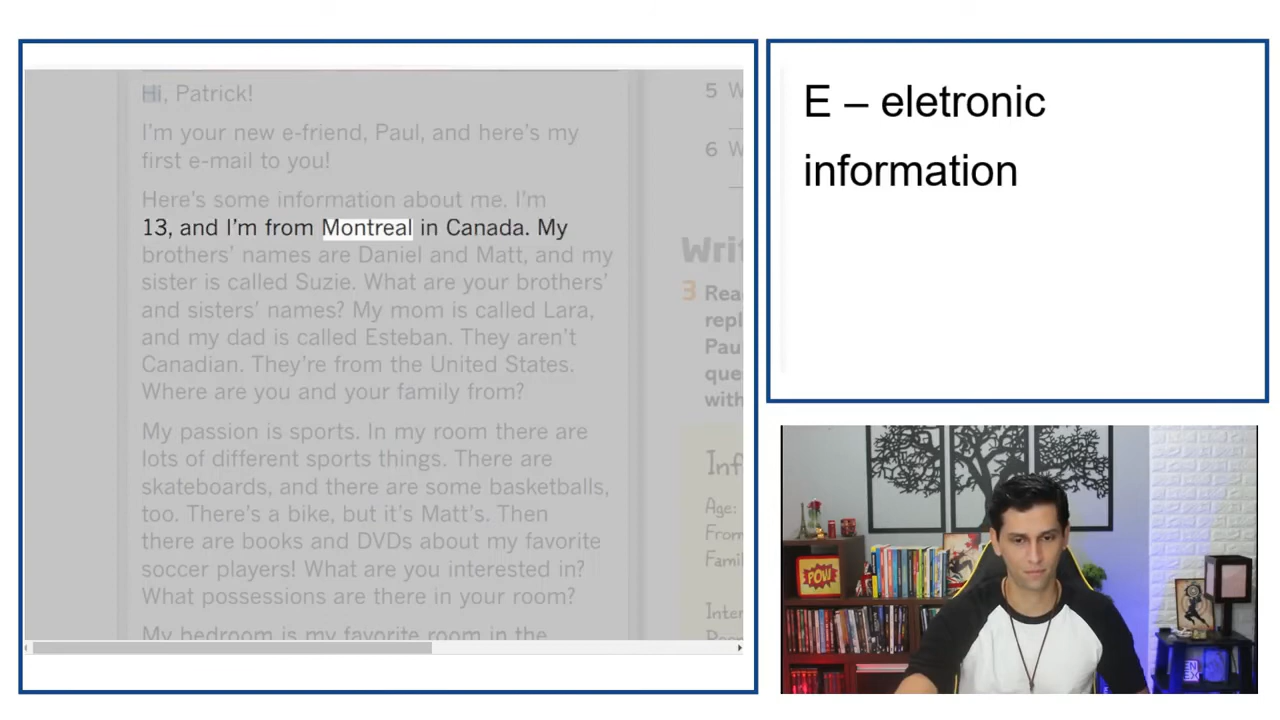 Hi, Patrick!
I'm your new e-friend, Paul, and here's my
first e-mail to you!
Here's some information about me. I'm
13, and I'm from Montreal in Canada. My
brothers' names are Daniel and Matt, and my
sister is called Suzie. What are your brothers'
and sisters' names? My mom is called Lara,
and my dad is called Esteban. They aren't
Canadian. They're from the United States.
Where are you and your family from?
My passion is sports. In my room there are
lots of different sports things. There are
skateboards, and there are some basketballs,
too. There's a bike, but it's Matt's. Then
there are books and DVDs about my favorite
soccer players! What are you interested in?
What possessions are there in your room?
My bedroom is my favorite room in the
5 W
6 W
Writ
3 Rea
repl
Pau
que
with
Inf
Age:
From
Famil
Inter
E – eletronic
information
POW